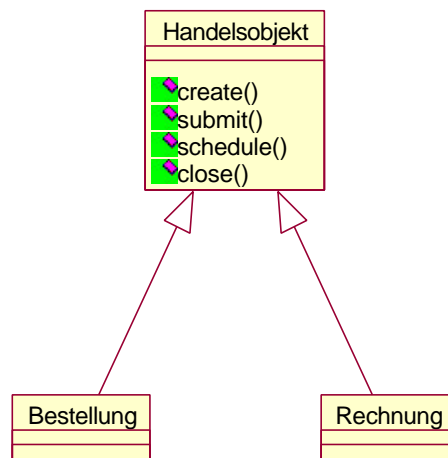 Handelsobjekt
create()
submit()
schedule()
close()
Bestellung
Rechnung